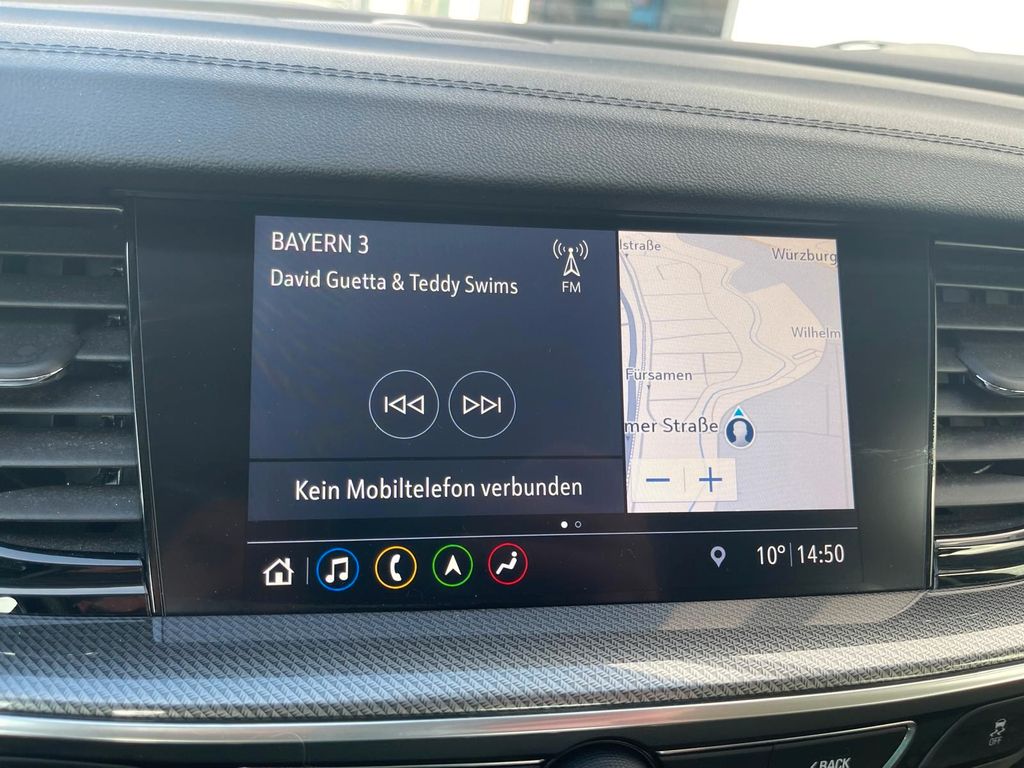 BAYERN 3
David Guetta & Teddy Swims
FM
Kein Mobiltelefon verbunden
lstraße
Würzburg
Wilhelm
Fürsamen
mer Straße
10° 14:50
BACK
OFF